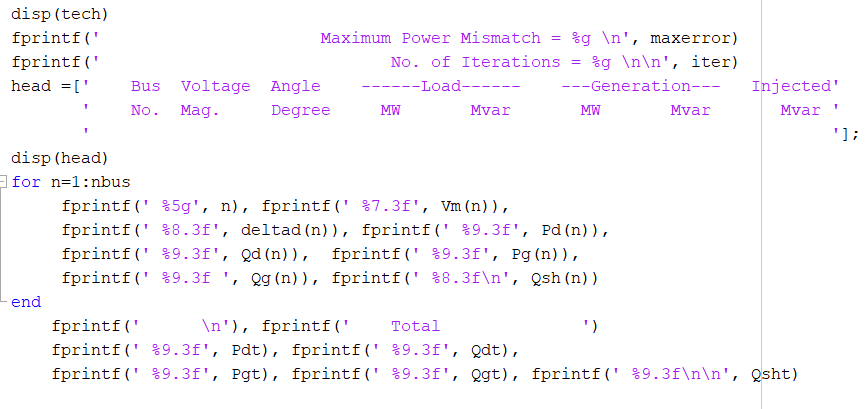 disp(tech)
fprintf('                      Maximum Power Mismatch = %g \n', maxerror)
fprintf('                             No. of Iterations = %g \n\n', iter)
head =['    Bus  Voltage  Angle    ------Load------    ---Generation---   Injected'
       '    No.  Mag.     Degree     MW       Mvar       MW       Mvar       Mvar '
       '                                                                          '];
disp(head)
for n=1:nbus
     fprintf(' %5g', n), fprintf(' %7.3f', Vm(n)),
     fprintf(' %8.3f', deltad(n)), fprintf(' %9.3f', Pd(n)),
     fprintf(' %9.3f', Qd(n)),  fprintf(' %9.3f', Pg(n)),
     fprintf(' %9.3f ', Qg(n)), fprintf(' %8.3f\n', Qsh(n))
end
    fprintf('      \n'), fprintf('    Total              ')
    fprintf(' %9.3f', Pdt), fprintf(' %9.3f', Qdt),
    fprintf(' %9.3f', Pgt), fprintf(' %9.3f', Qgt), fprintf(' %9.3f\n\n', Qsht)